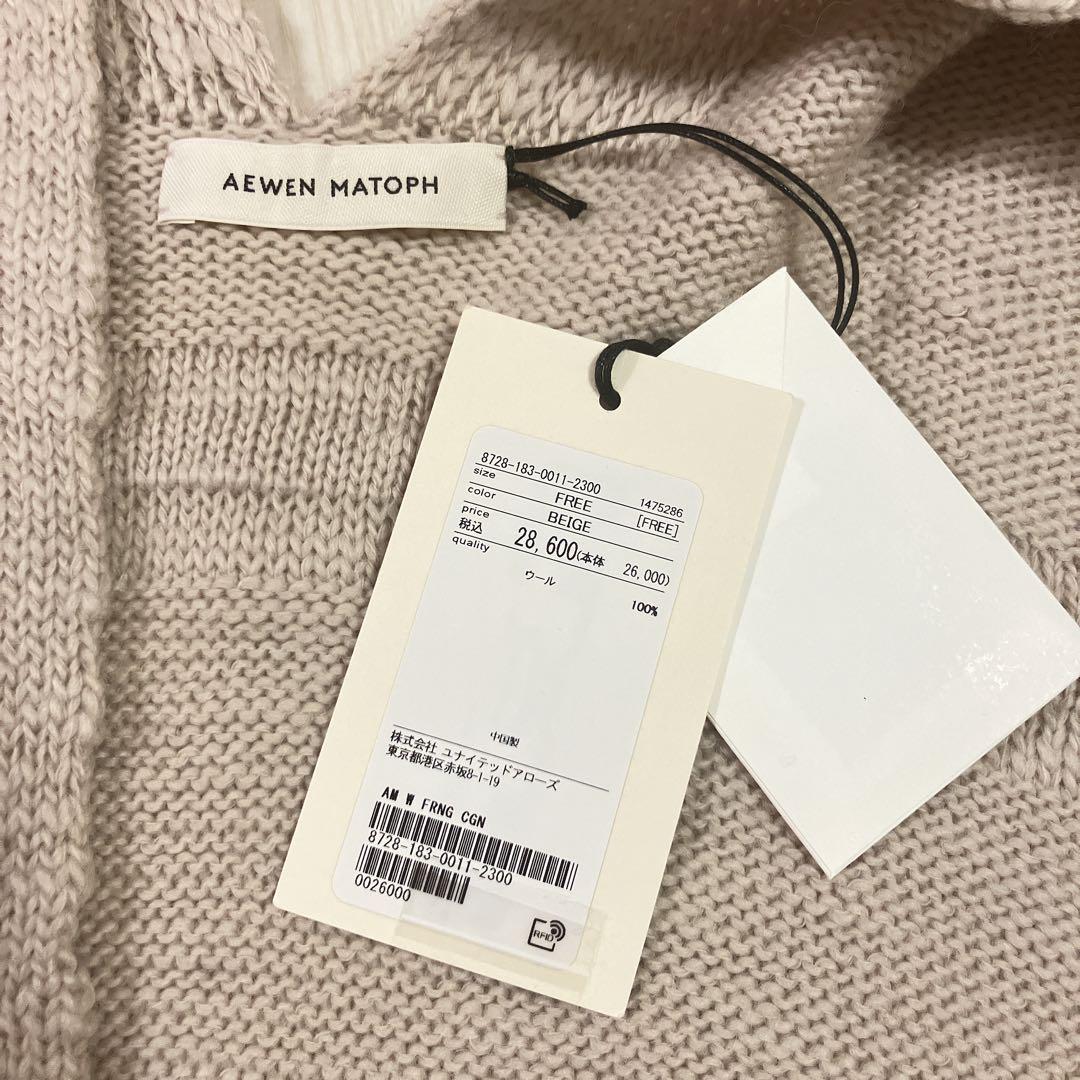 AEWEN MATOPH
8728-183-0011-2300
size FREE 1475286
color BEIGE [FREE]
price
税込 28,600(本体 26,000)
quality
ウール
100%
中国製
株式会社 ユナイテッドアローズ
東京都港区赤坂8-1-19
AM W FRNG CGN
8728-183-0011-2300
0026000
RFID